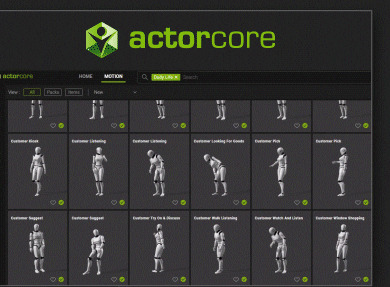 actorcore
actorcore HOME MOTION Daily Life × Search
View : All Packs Items New
Customer Check Customer Listening Customer Listening Customer Looking For Goods Customer Pick Customer Pick
Customer Suggest Customer Suggest Customer Try On & Discuss Customer Walk Listening Customer Watch And Listen Customer Window Shopping